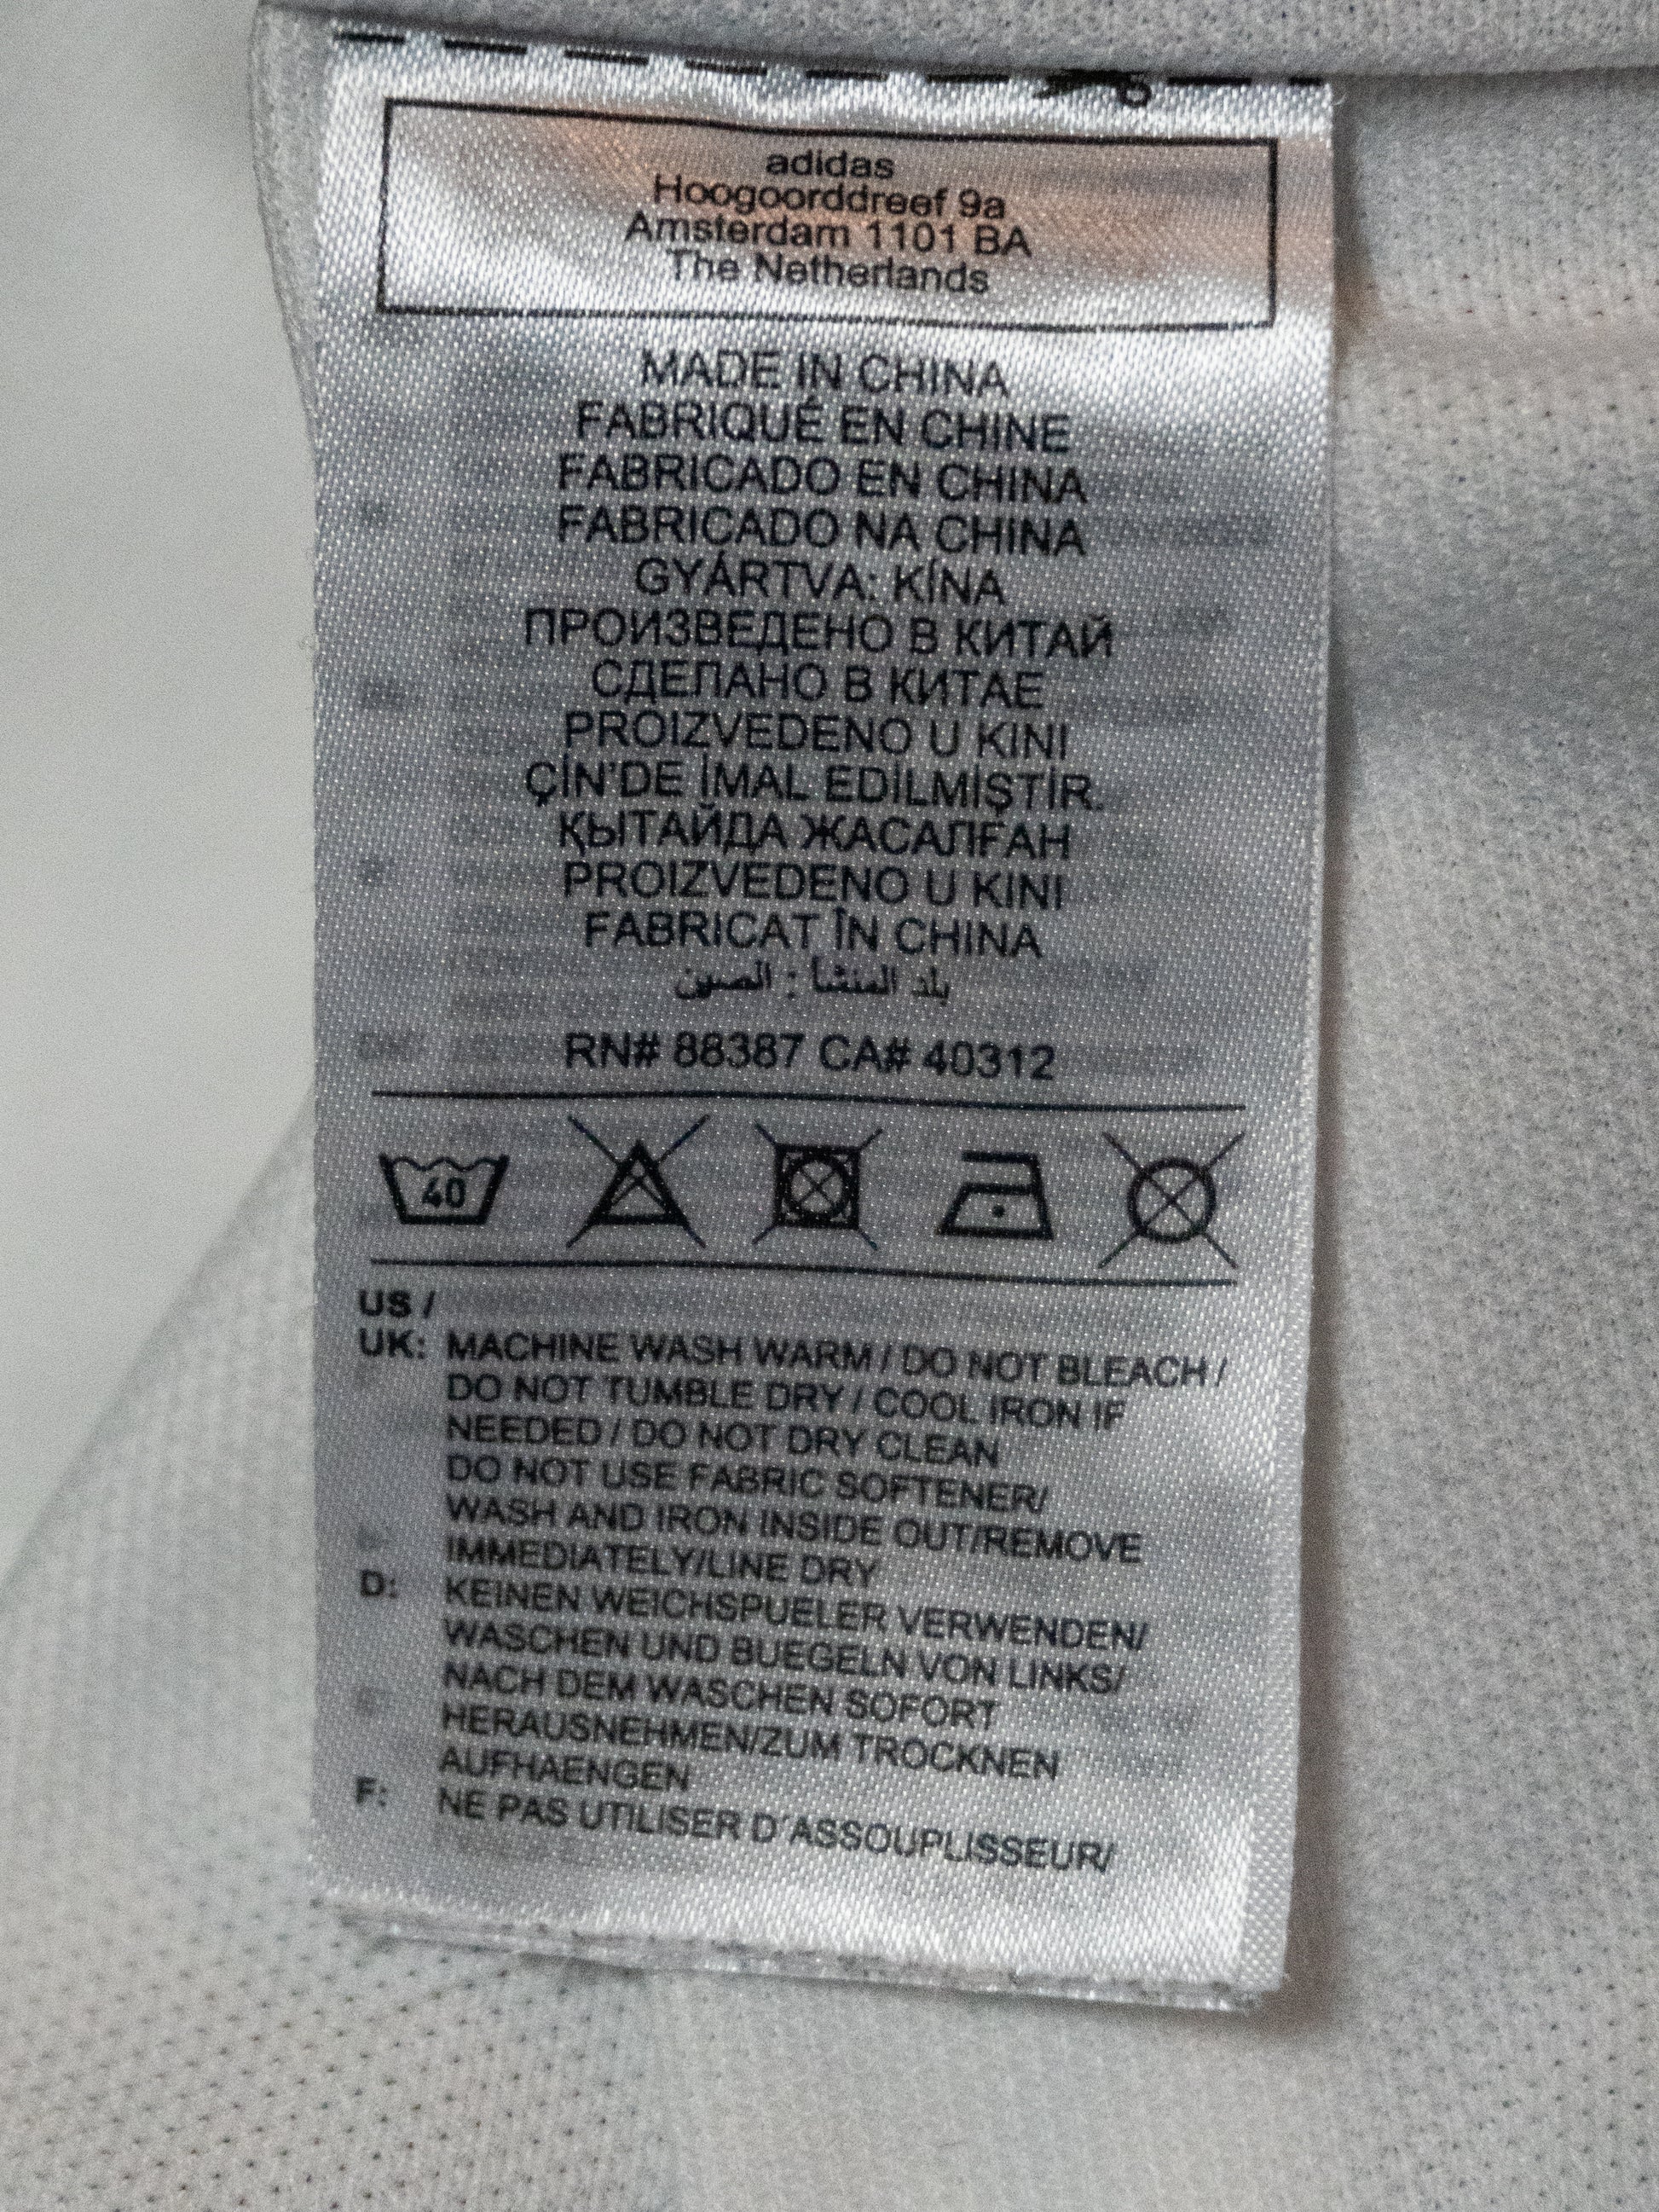 adidas
Hoogoorddreef 9a
Amsterdam 1101 BA
The Netherlands
MADE IN CHINA
FABRIQUÉ EN CHINE
FABRICADO EN CHINA
FABRICADO NA CHINA
GYÁRTVA: KÍNA
ПРОИЗВЕДЕНО В КИТАЙ
СДЕЛАНО В КИТАЕ
PROIZVEDENO U KINI
ÇİN'DE İMAL EDİLMİŞTİR.
ҚЫТАЙДА ЖАСАЛҒАН
PROIZVEDENO U KINI
FABRICAT ÎN CHINA
بلد المنشأ : الصين
RN# 88387 CA# 40312
40
US /
UK: MACHINE WASH WARM / DO NOT BLEACH /
DO NOT TUMBLE DRY / COOL IRON IF
NEEDED / DO NOT DRY CLEAN
DO NOT USE FABRIC SOFTENER/
WASH AND IRON INSIDE OUT/REMOVE
IMMEDIATELY/LINE DRY
D: KEINEN WEICHSPUELER VERWENDEN/
WASCHEN UND BUEGELN VON LINKS/
NACH DEM WASCHEN SOFORT
HERAUSNEHMEN/ZUM TROCKNEN
AUFHAENGEN
F: NE PAS UTILISER D´ASSOUPLISSEUR/